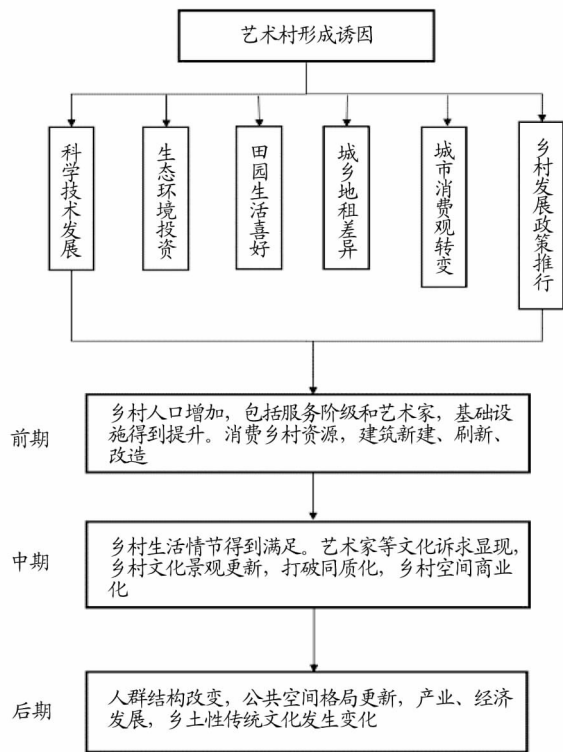 艺术村形成诱因
科学技术发展
生态环境投资
田园生活喜好
城乡地租差异
城市消费观转变
乡村发展政策推行
前期
乡村人口增加，包括服务阶级和艺术家，基础设
施得到提升。消费乡村资源，建筑新建、刷新、
改造
中期
乡村生活情节得到满足。艺术家等文化诉求显现，
乡村文化景观更新，打破同质化，乡村空间商业
化
后期
人群结构改变，公共空间格局更新，产业、经济
发展，乡土性传统文化发生变化